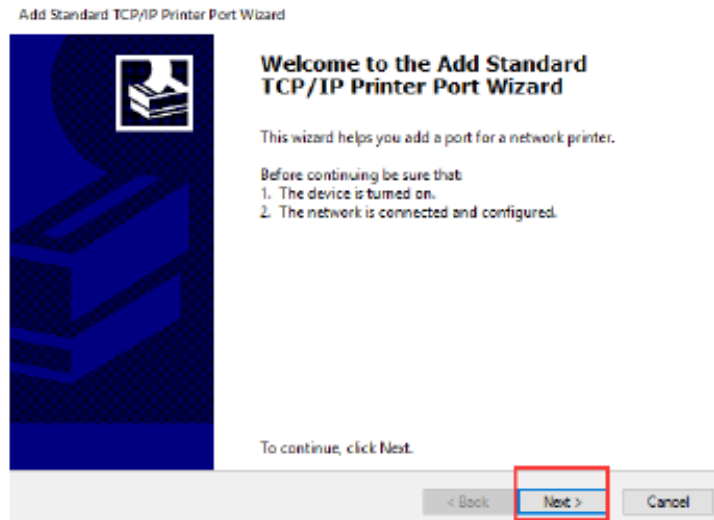 Add Standard TCP/IP Printer Port Wizard
Welcome to the Add Standard
TCP/IP Printer Port Wizard
This wizard helps you add a port for a network printer.
Before continuing be sure that:
1. The device is turned on.
2. The network is connected and configured.
To continue, click Next.
< Back
Next >
Cancel